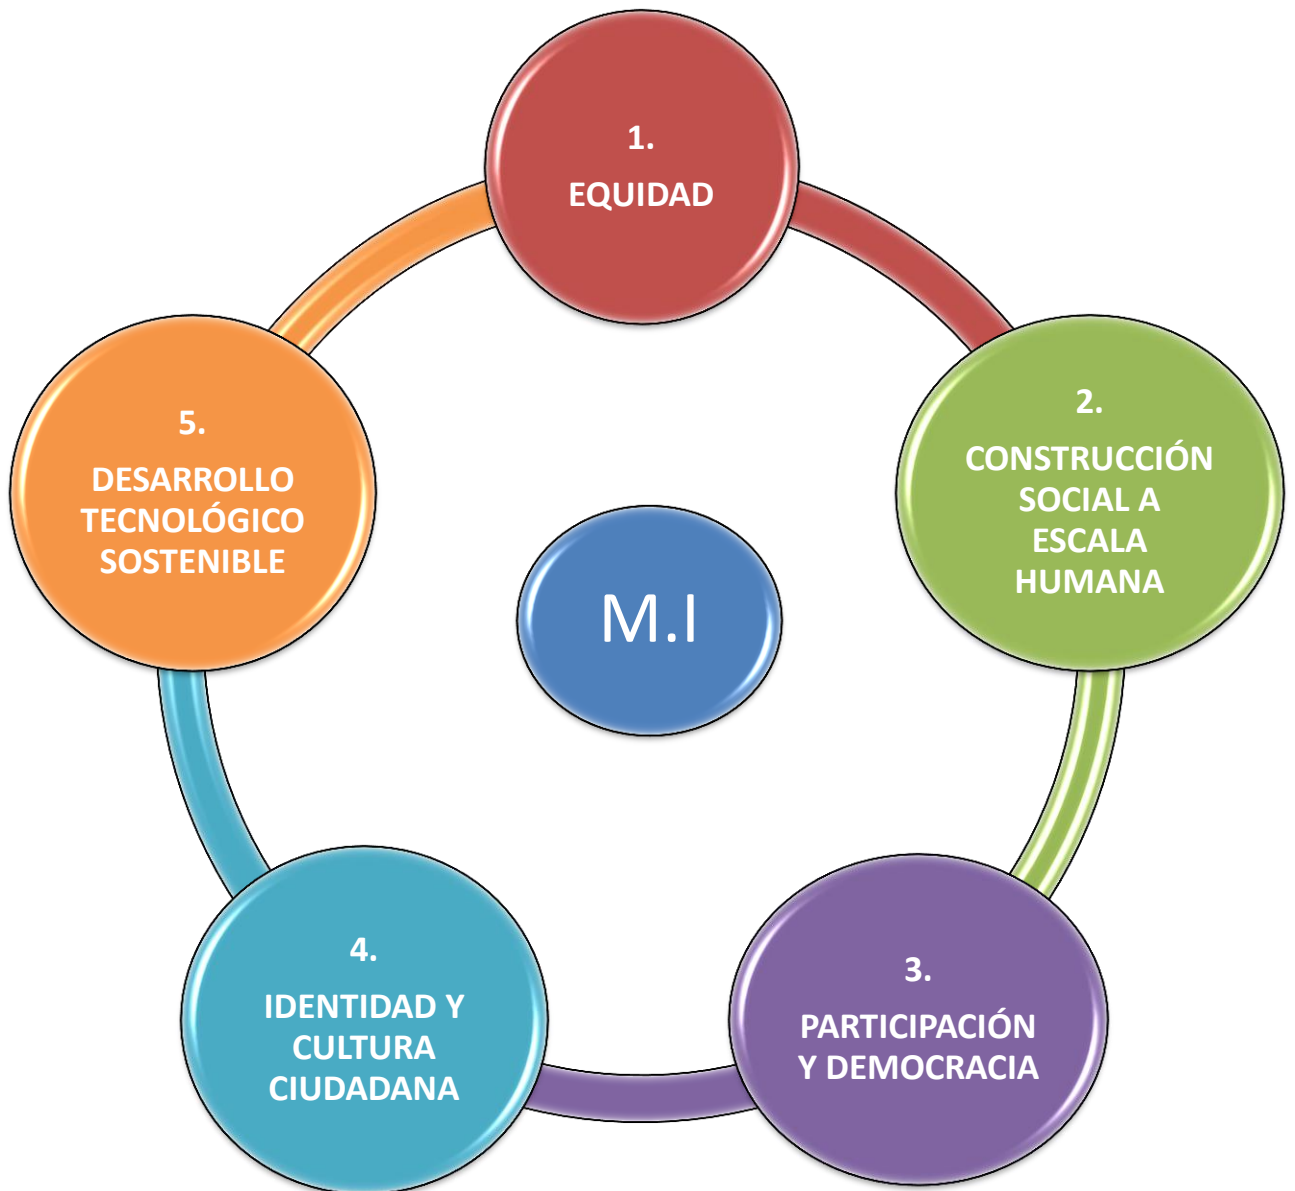 1.
EQUIDAD
2.
CONSTRUCCIÓN
SOCIAL A
ESCALA
HUMANA
3.
PARTICIPACIÓN
Y DEMOCRACIA
4.
IDENTIDAD Y
CULTURA
CIUDADANA
5.
DESARROLLO
TECNOLÓGICO
SOSTENIBLE
M.I